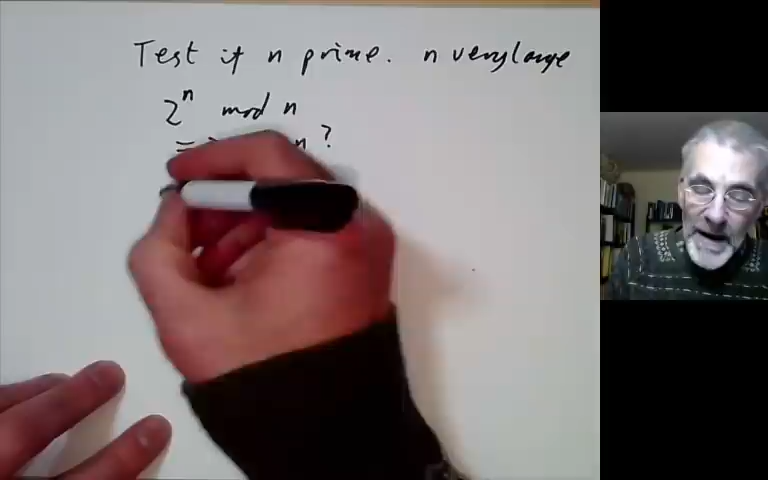 Test if n prime. n very large
2^n mod n
= n ?